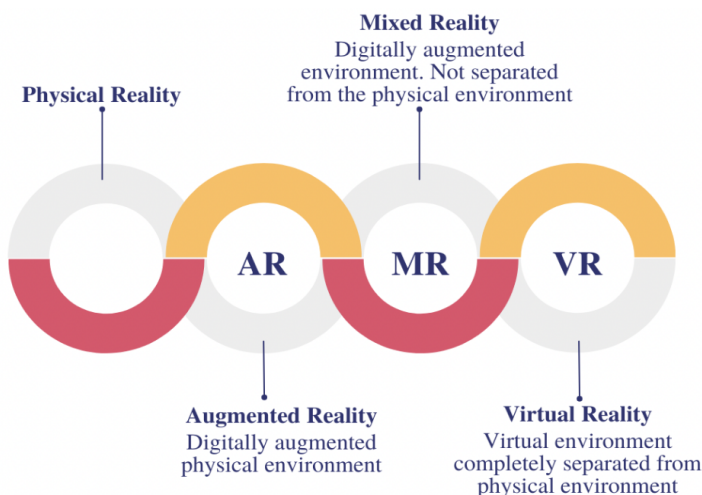 Mixed Reality
Digitally augmented
environment. Not separated
from the physical environment
Physical Reality
AR
MR
VR
Augmented Reality
Digitally augmented
physical environment
Virtual Reality
Virtual environment
completely separated from
physical environment